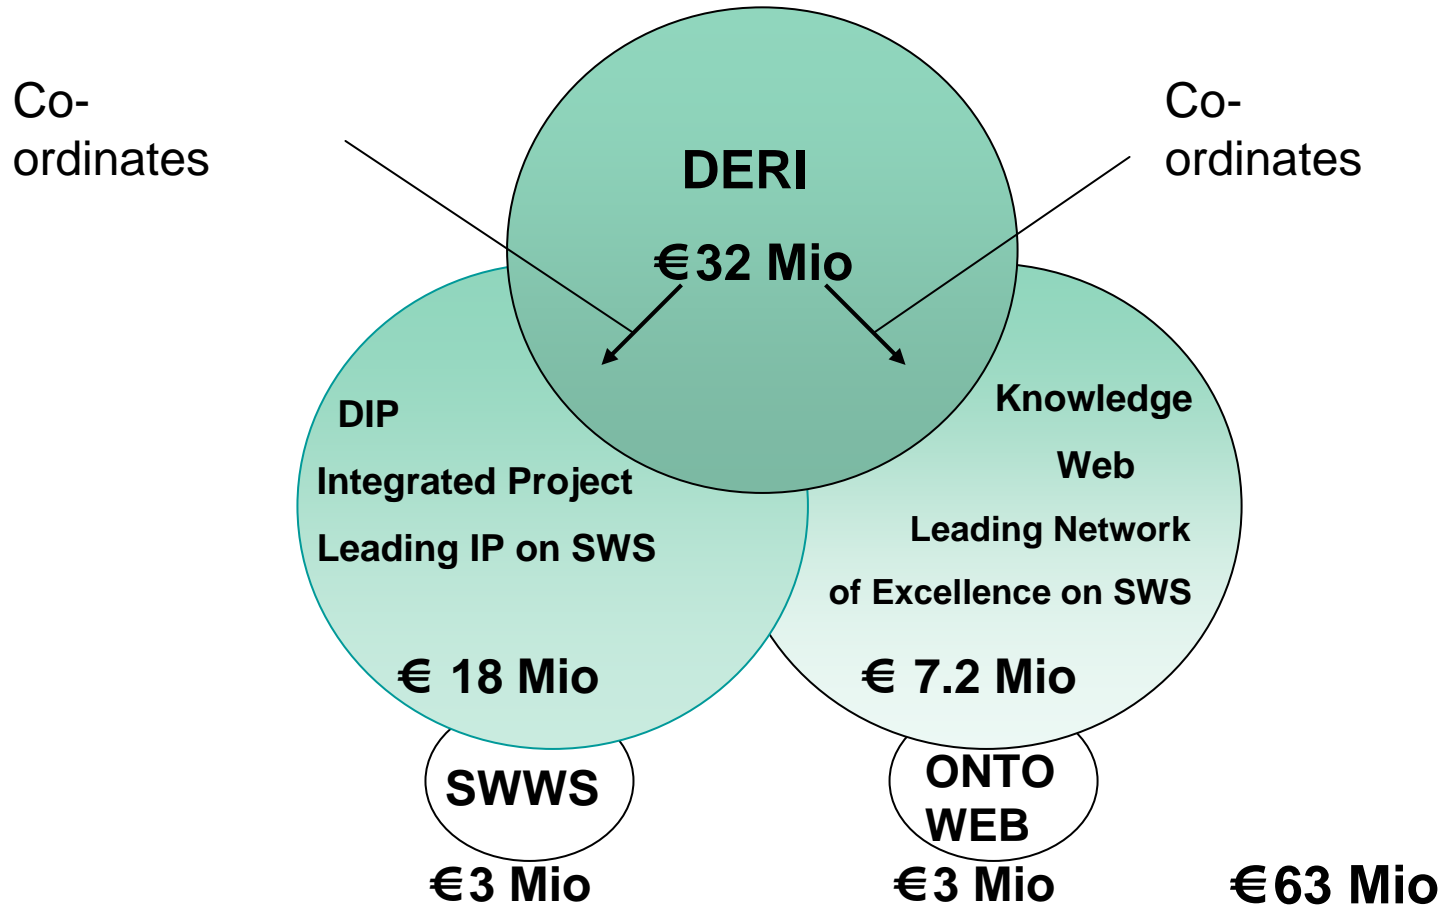 Co-
ordinates
Co-
ordinates
DERI
€32 Mio
DIP
Integrated Project
Leading IP on SWS
€ 18 Mio
Knowledge
Web
Leading Network
of Excellence on SWS
€ 7.2 Mio
SWWS
€3 Mio
ONTO
WEB
€3 Mio
€63 Mio